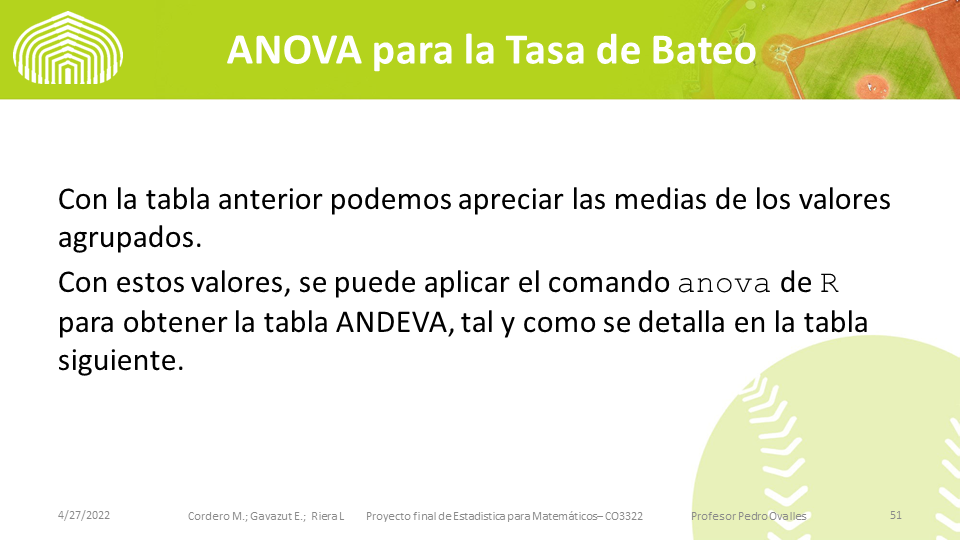 ANOVA para la Tasa de Bateo
Con la tabla anterior podemos apreciar las medias de los valores
agrupados.
Con estos valores, se puede aplicar el comando anova de R
para obtener la tabla ANDEVA, tal y como se detalla en la tabla
siguiente.
4/27/2022 Cordero M.; Gavazut E.; Riera L Proyecto final de Estadistica para Matemáticos– CO3322 Profesor Pedro Ovalles 51